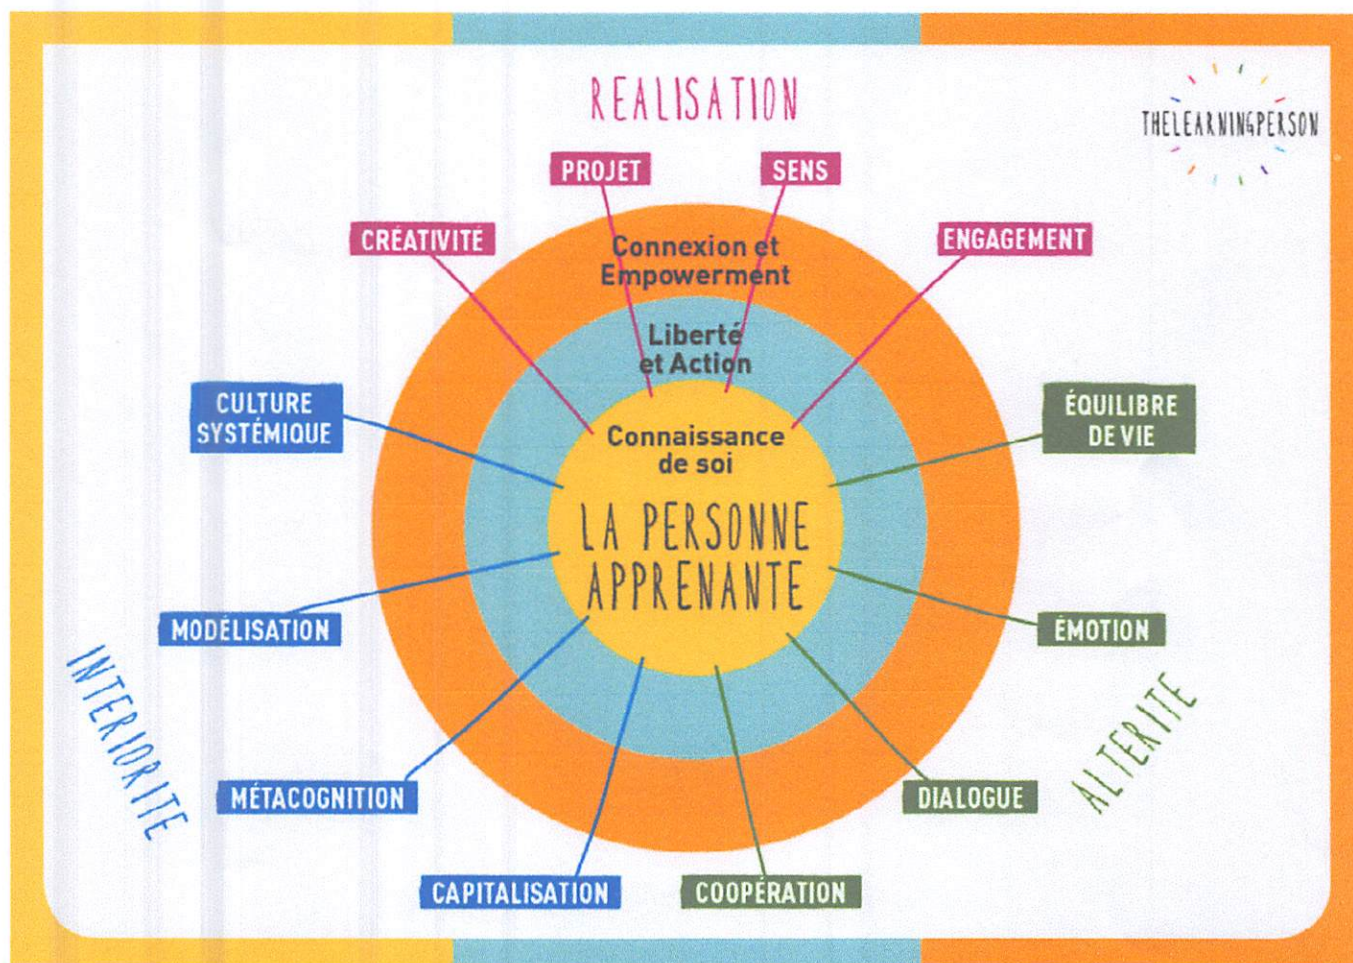 REALISATION
THELEARNINGPERSON
PROJET
SENS
CRÉATIVITÉ
ENGAGEMENT
Connexion et
Empowerment
Liberté
et Action
CULTURE
SYSTÉMIQUE
ÉQUILIBRE
DE VIE
Connaissance
de soi
LA PERSONNE
APPRENANTE
MODÉLISATION
ÉMOTION
INTERIORITE
ALTERITE
MÉTACOGNITION
DIALOGUE
CAPITALISATION
COOPÉRATION